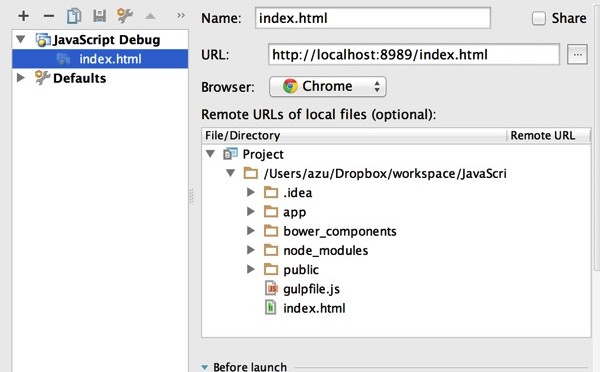 Name: index.html Share
JavaScript Debug
index.html
Defaults
URL: http://localhost:8989/index.html ...
Browser: Chrome
Remote URLs of local files (optional):
File/Directory Remote URL
Project
/Users/azu/Dropbox/workspace/JavaScri
.idea
app
bower_components
node_modules
public
gulpfile.js
index.html
Before launch